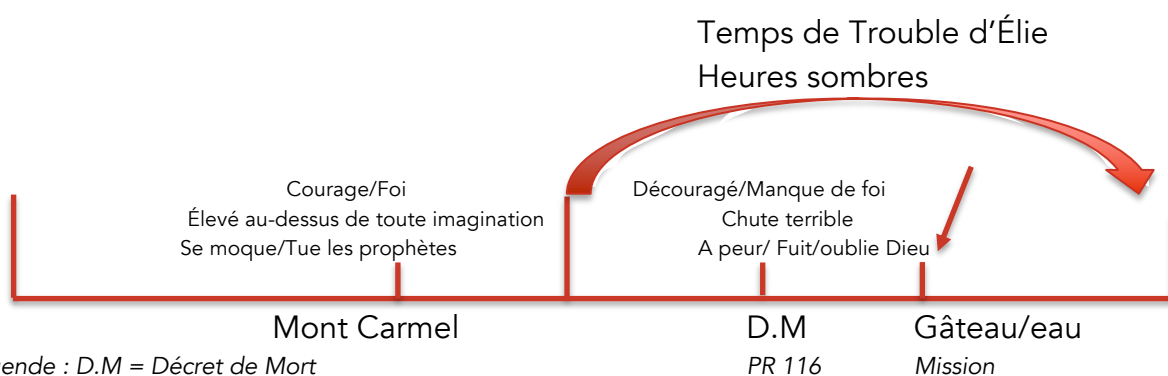 Temps de Trouble d’Élie
Heures sombres
Courage/Foi
Élevé au-dessus de toute imagination
Se moque/Tue les prophètes
Découragé/Manque de foi
Chute terrible
A peur/ Fuit/oublie Dieu
Mont Carmel
D.M
Gâteau/eau
ende : D.M = Décret de Mort
PR 116
Mission